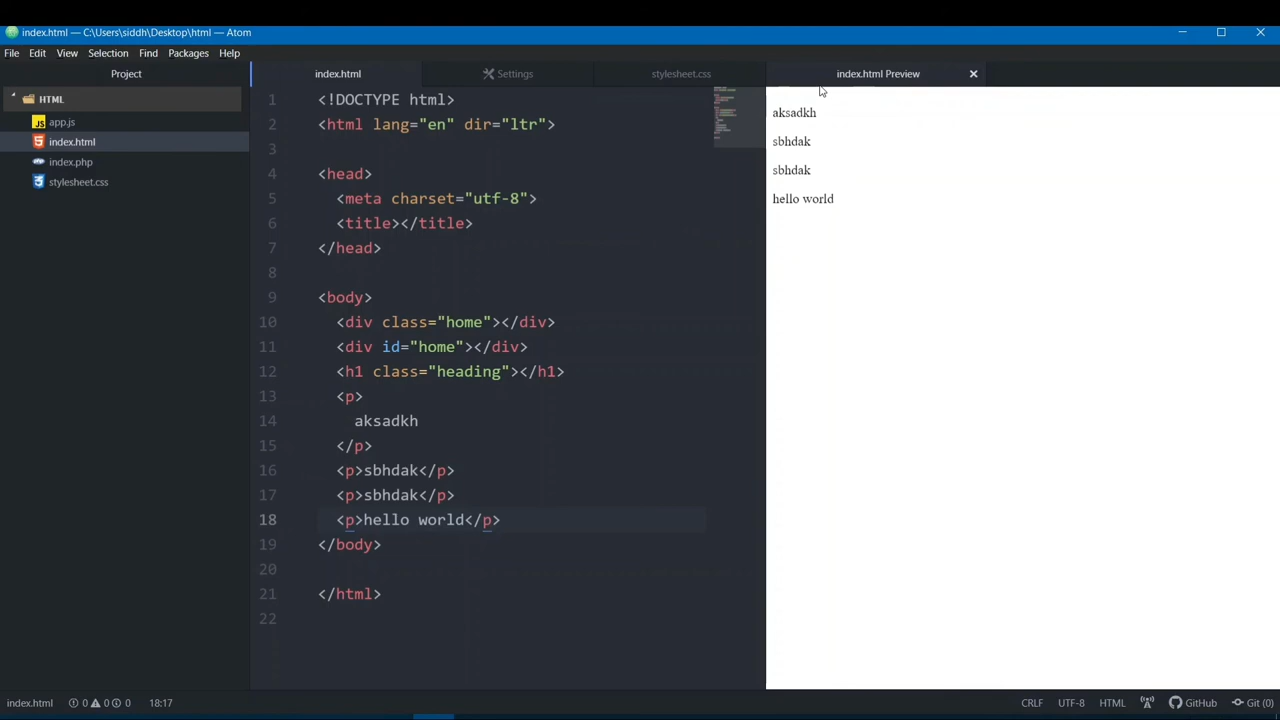 index.html — C:\Users\siddh\Desktop\html — Atom
File Edit View Selection Find Packages Help
Project
HTML
JS app.js
index.html
php index.php
stylesheet.css
index.html Settings stylesheet.css index.html Preview
1 <!DOCTYPE html>
2 <html lang="en" dir="ltr">
3
4 <head>
5 <meta charset="utf-8">
6 <title></title>
7 </head>
8
9 <body>
10 <div class="home"></div>
11 <div id="home"></div>
12 <h1 class="heading"></h1>
13 <p>
14 aksadkh
15 </p>
16 <p>sbhdak</p>
17 <p>sbhdak</p>
18 <p>hello world</p>
19 </body>
20
21 </html>
22
aksadkh
sbhdak
sbhdak
hello world
index.html 0 0 0 18:17 CRLF UTF-8 HTML GitHub Git (0)